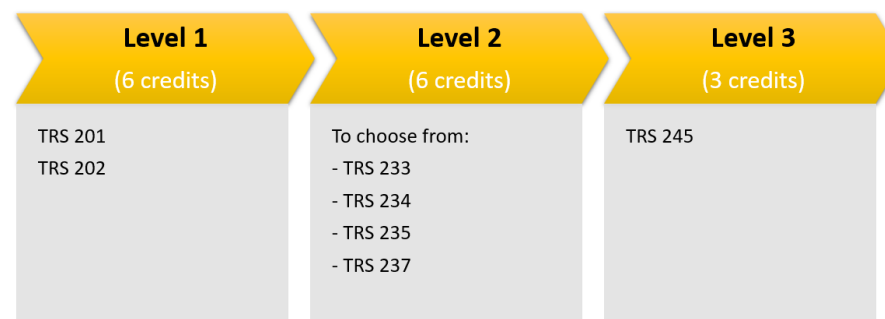 Level 1
(6 credits)
TRS 201
TRS 202
Level 2
(6 credits)
To choose from:
- TRS 233
- TRS 234
- TRS 235
- TRS 237
Level 3
(3 credits)
TRS 245